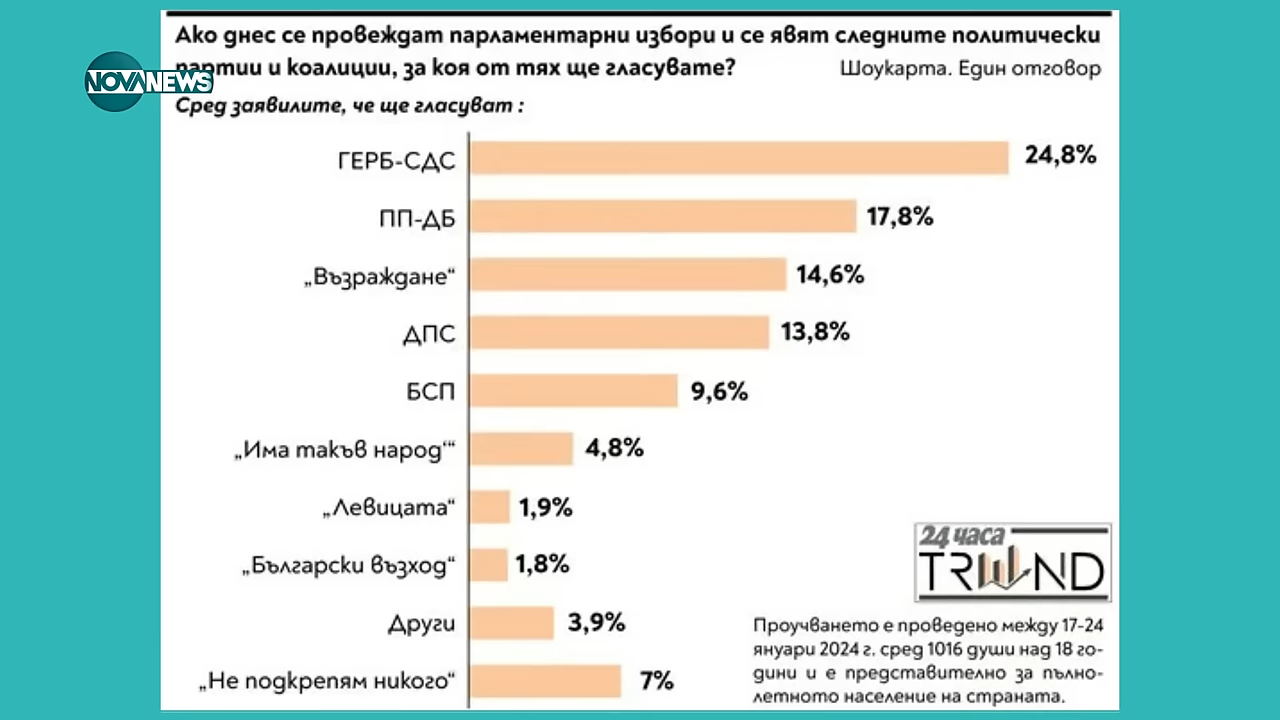 Ако днес се провеждат парламентарни избори и се явят следните политически
партии и коалиции, за коя от тях ще гласувате?
Шоукарта. Един отговор
NOVANEWS
Сред заявилите, че ще гласуват :
ГЕРБ-СДС 24,8%
ПП-ДБ 17,8%
„Възраждане“ 14,6%
ДПС 13,8%
БСП 9,6%
„Има такъв народ‘“ 4,8%
„Левицата“ 1,9%
„Български възход“ 1,8%
Други 3,9%
„Не подкрепям никого“ 7%
24 часа
TREND
Проучването е проведено между 17-24
януари 2024 г. сред 1016 души над 18 го-
дини и е представително за пълно-
летното население на страната.